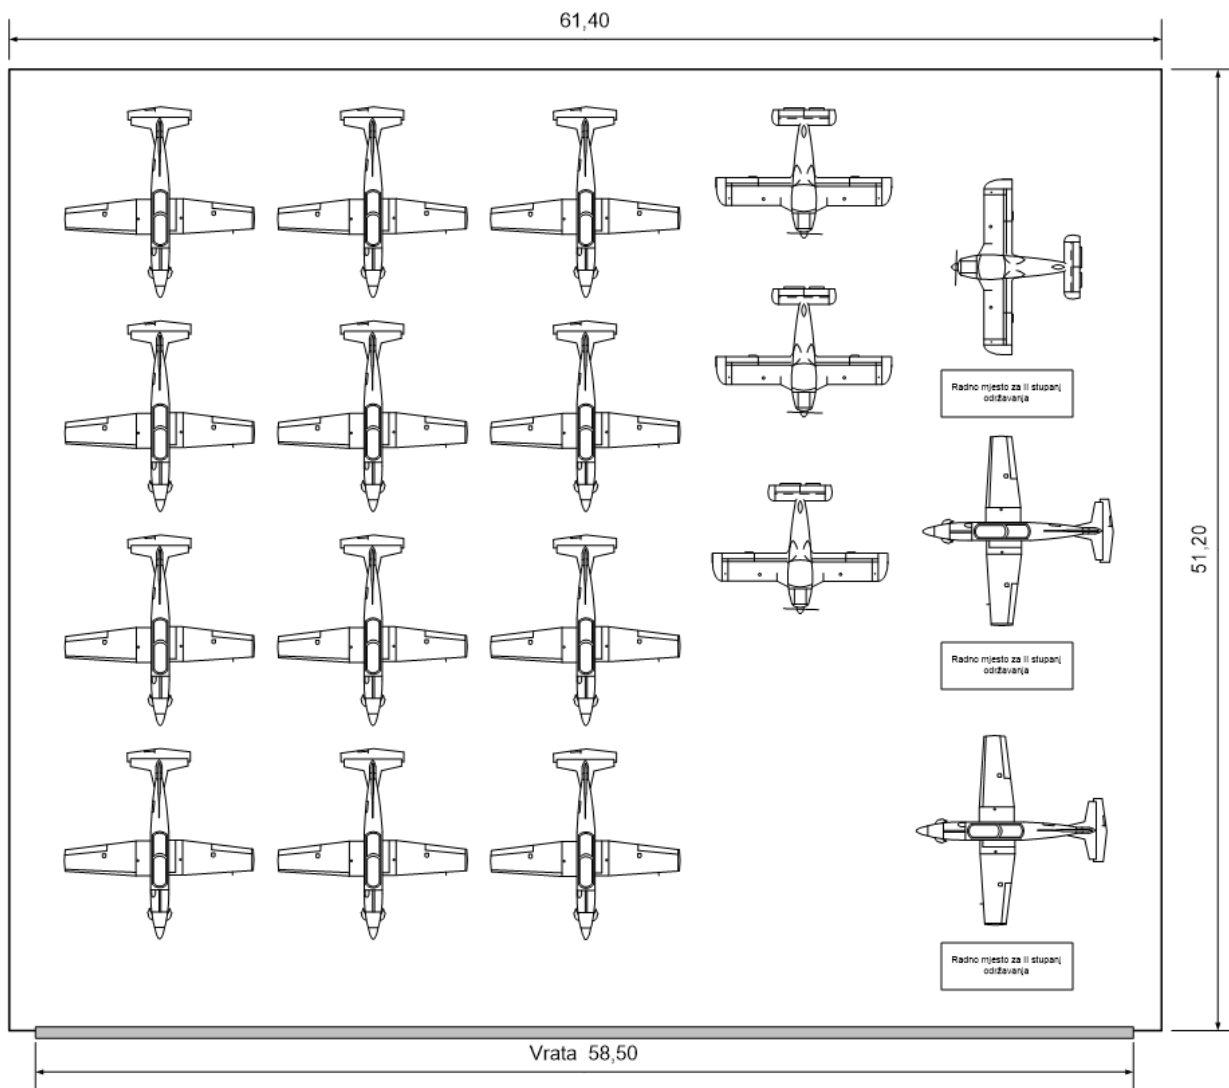 61,40
Radno mjesto za II stupanj
održavanja
51,20
Radno mjesto za II stupanj
održavanja
Radno mjesto za II stupanj
održavanja
Vrata 58,50